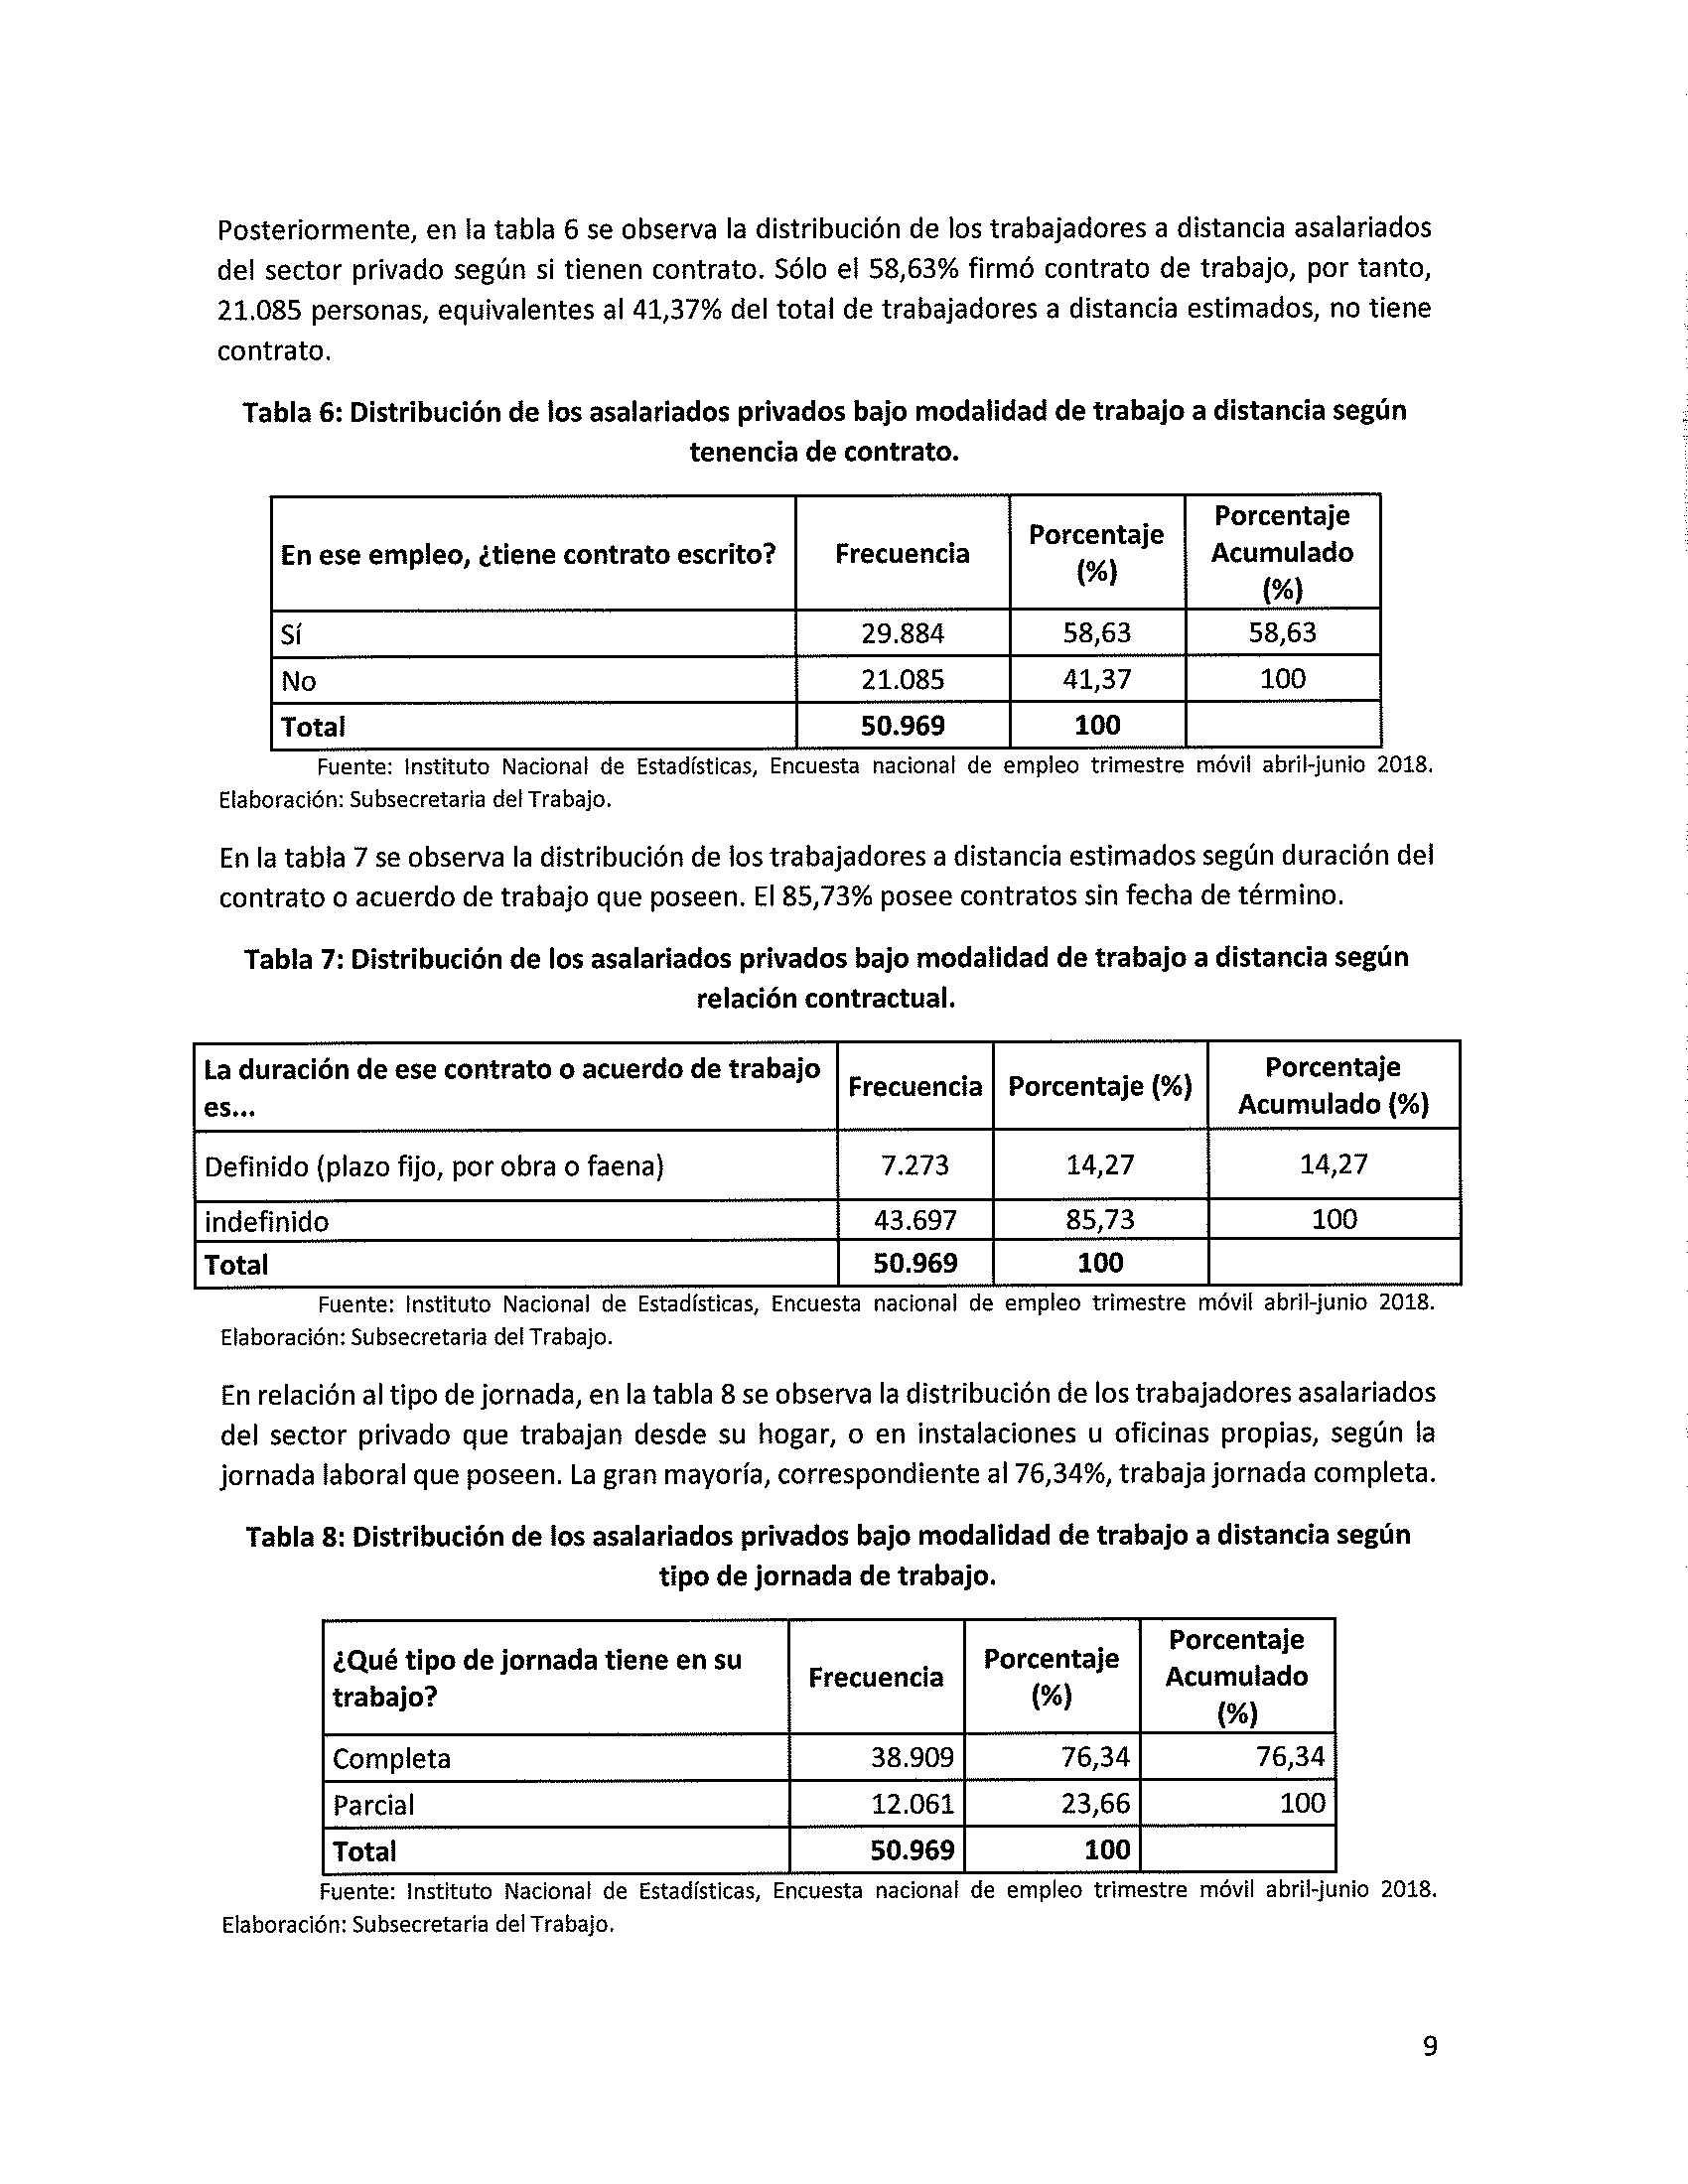 Posteriormente, en la tabla 6 se observa la distribución de los trabajadores a distancia asalariados
del sector privado según si tienen contrato. Sólo el 58,63% firmó contrato de trabajo, por tanto,
21.085 personas, equivalentes al 41,37% del total de trabajadores a distancia estimados, no tiene
contrato.
Tabla 6: Distribución de los asalariados privados bajo modalidad de trabajo a distancia según
tenencia de contrato.
En ese empleo, ¿tiene contrato escrito? Frecuencia Porcentaje (%) Porcentaje Acumulado (%)
Sí 29.884 58,63 58,63
No 21.085 41,37 100
Total 50.969 100
Fuente: Instituto Nacional de Estadísticas, Encuesta nacional de empleo trimestre móvil abril-junio 2018.
Elaboración: Subsecretaria del Trabajo.
En la tabla 7 se observa la distribución de los trabajadores a distancia estimados según duración del
contrato o acuerdo de trabajo que poseen. El 85,73% posee contratos sin fecha de término.
Tabla 7: Distribución de los asalariados privados bajo modalidad de trabajo a distancia según
relación contractual.
La duración de ese contrato o acuerdo de trabajo es... Frecuencia Porcentaje (%) Porcentaje Acumulado (%)
Definido (plazo fijo, por obra o faena) 7.273 14,27 14,27
indefinido 43.697 85,73 100
Total 50.969 100
Fuente: Instituto Nacional de Estadísticas, Encuesta nacional de empleo trimestre móvil abril-junio 2018.
Elaboración: Subsecretaria del Trabajo.
En relación al tipo de jornada, en la tabla 8 se observa la distribución de los trabajadores asalariados
del sector privado que trabajan desde su hogar, o en instalaciones u oficinas propias, según la
jornada laboral que poseen. La gran mayoría, correspondiente al 76,34%, trabaja jornada completa.
Tabla 8: Distribución de los asalariados privados bajo modalidad de trabajo a distancia según
tipo de jornada de trabajo.
¿Qué tipo de jornada tiene en su trabajo? Frecuencia Porcentaje (%) Porcentaje Acumulado (%)
Completa 38.909 76,34 76,34
Parcial 12.061 23,66 100
Total 50.969 100
Fuente: Instituto Nacional de Estadísticas, Encuesta nacional de empleo trimestre móvil abril-junio 2018.
Elaboración: Subsecretaria del Trabajo.
9